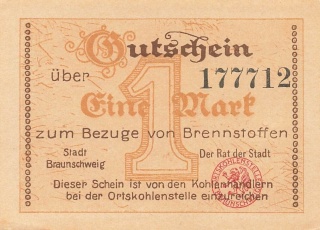 Gutschein
über 177712
1
Eine Mark
zum Bezuge von Brennstoffen
Stadt Der Rat der Stadt
Braunschweig
Dieser Schein ist von den Kohlenhändlern
bei der Ortskohlenstelle einzureichen